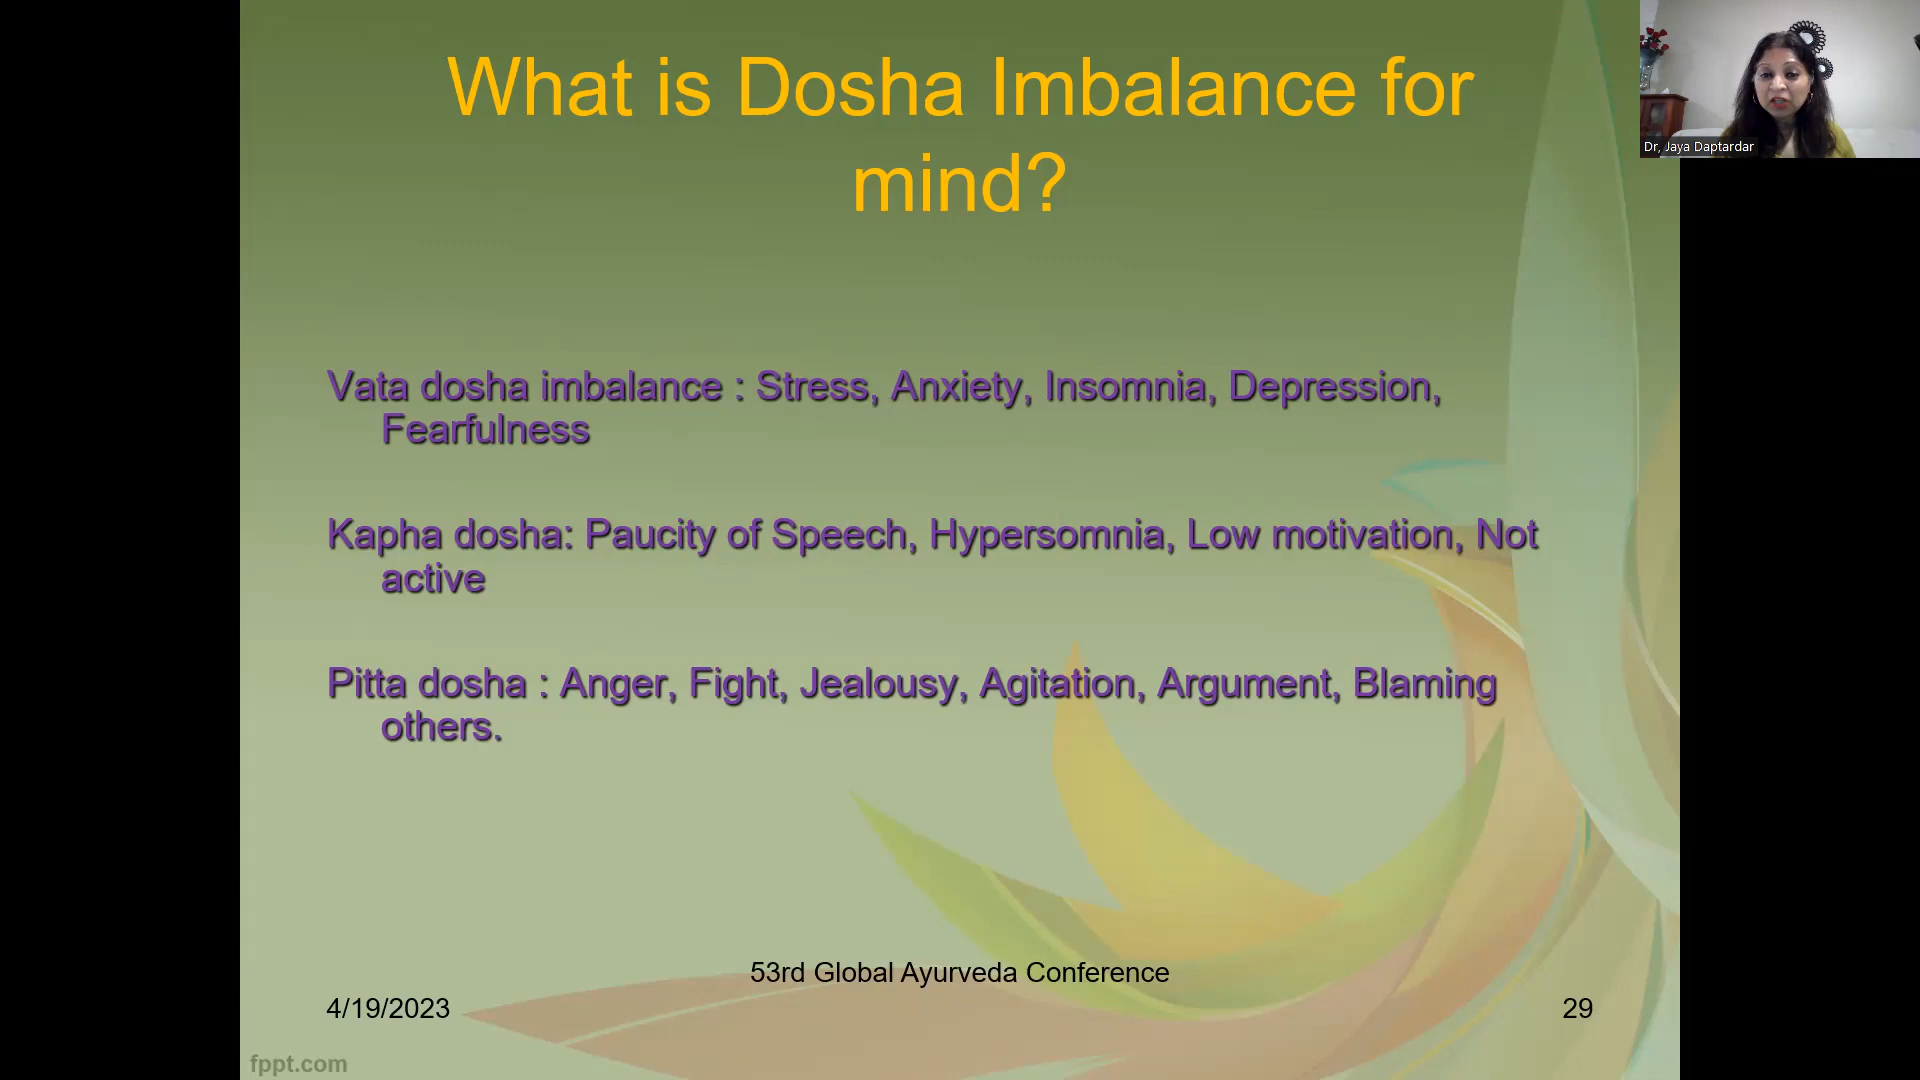 What is Dosha Imbalance for
mind?
Dr, Jaya Daptardar
Vata dosha imbalance : Stress, Anxiety, Insomnia, Depression,
Fearfulness
Kapha dosha: Paucity of Speech, Hypersomnia, Low motivation, Not
active
Pitta dosha : Anger, Fight, Jealousy, Agitation, Argument, Blaming
others.
53rd Global Ayurveda Conference
4/19/2023
29
fppt.com